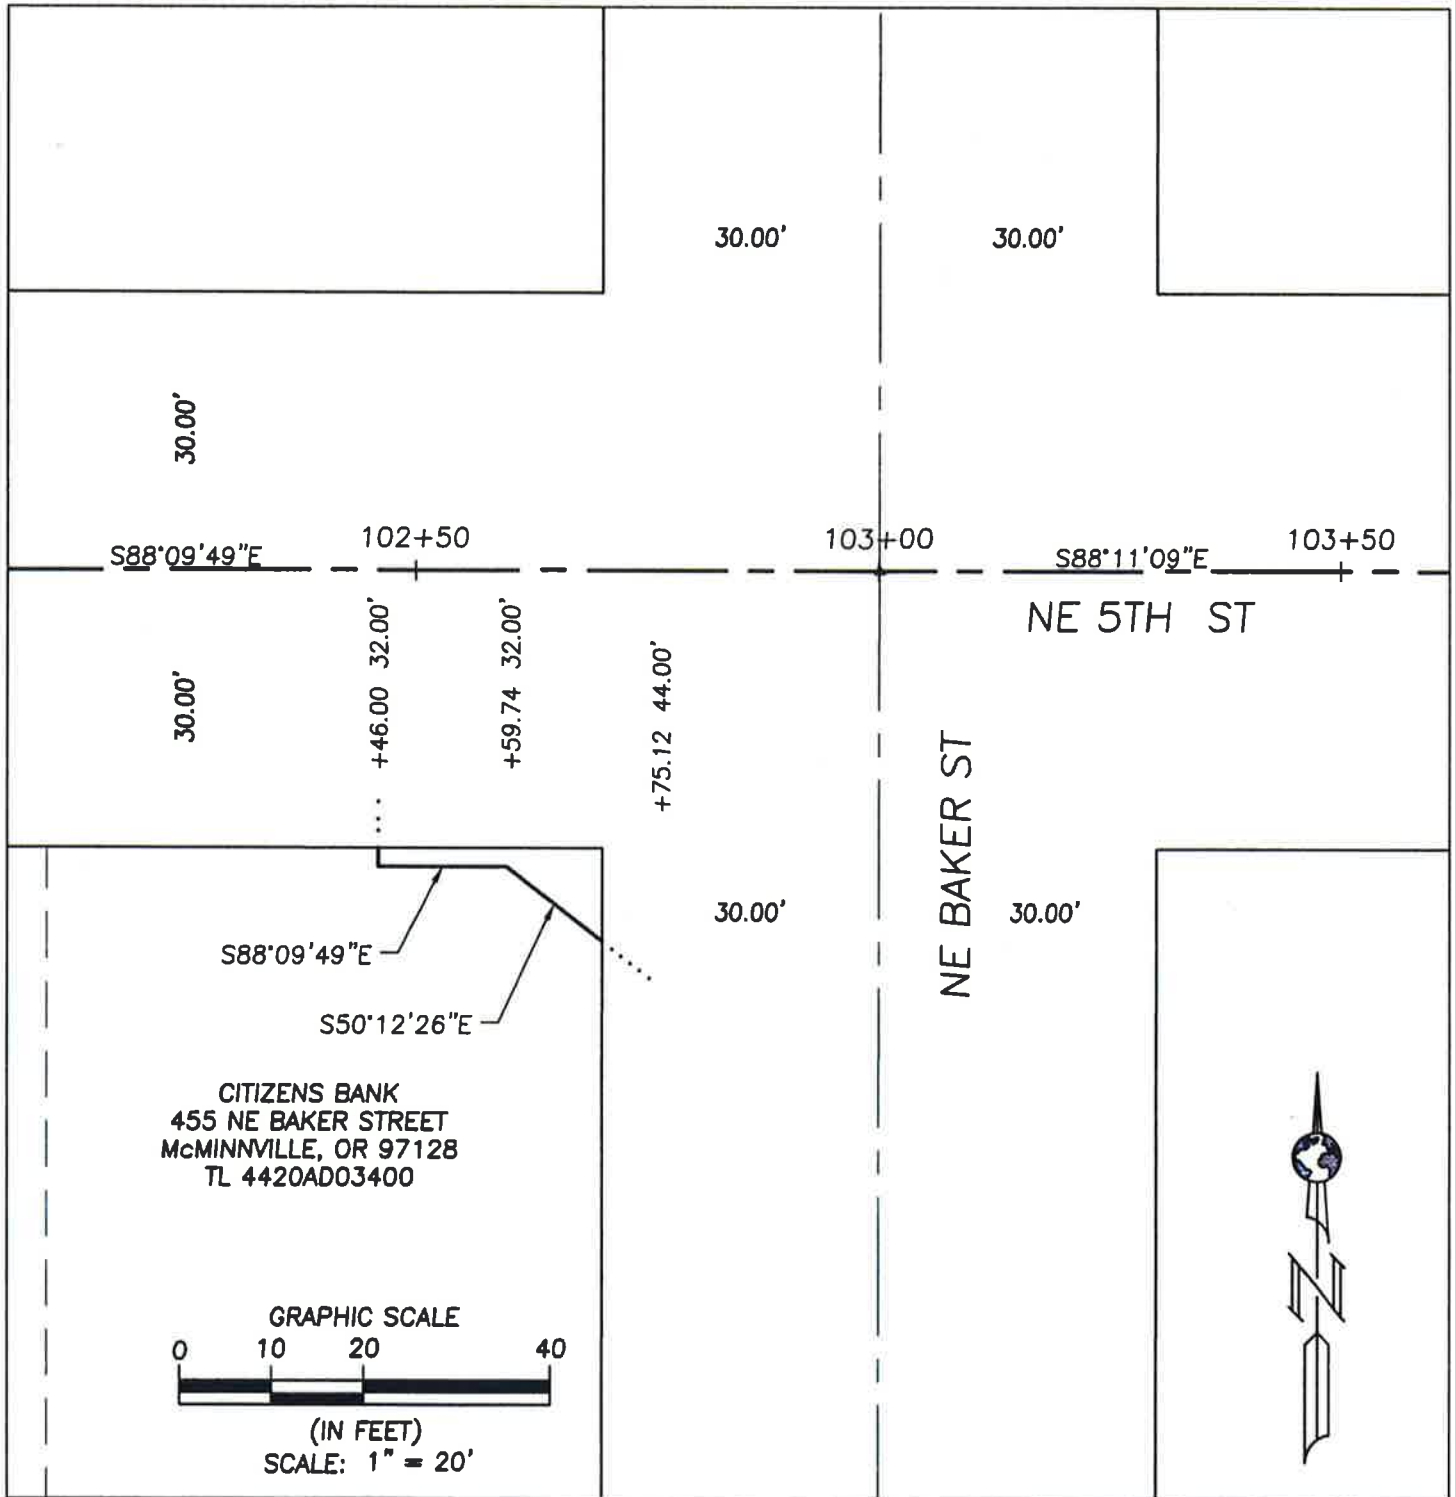 30.00'
30.00'
30.00'
102+50
103+00
103+50
S88°09'49"E
S88°11'09"E
NE 5TH ST
30.00'
+46.00 32.00'
+59.74 32.00'
+75.12 44.00'
NE BAKER ST
30.00'
30.00'
S88°09'49"E
S50°12'26"E
CITIZENS BANK
455 NE BAKER STREET
McMINNVILLE, OR 97128
TL 4420AD03400
N
GRAPHIC SCALE
0 10 20 40
(IN FEET)
SCALE: 1" = 20'